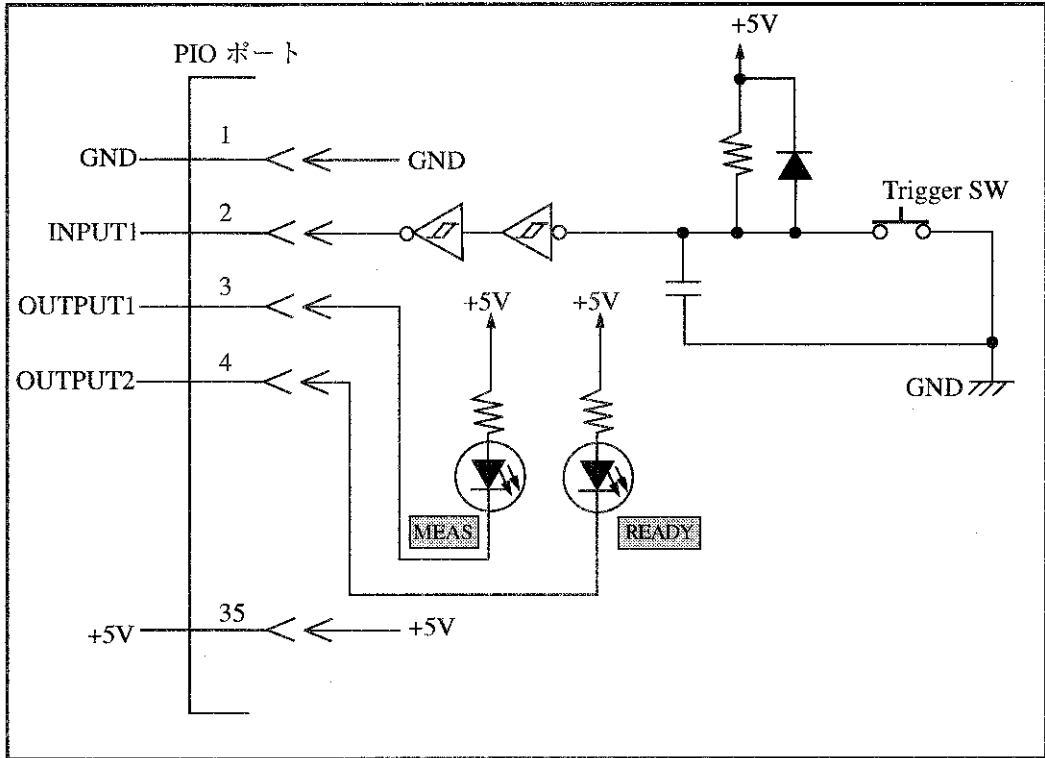 +5V
PIO ポート
1
GND
GND
Trigger SW
2
INPUT1
3
OUTPUT1
+5V
+5V
4
OUTPUT2
GND
MEAS
READY
35
+5V
+5V